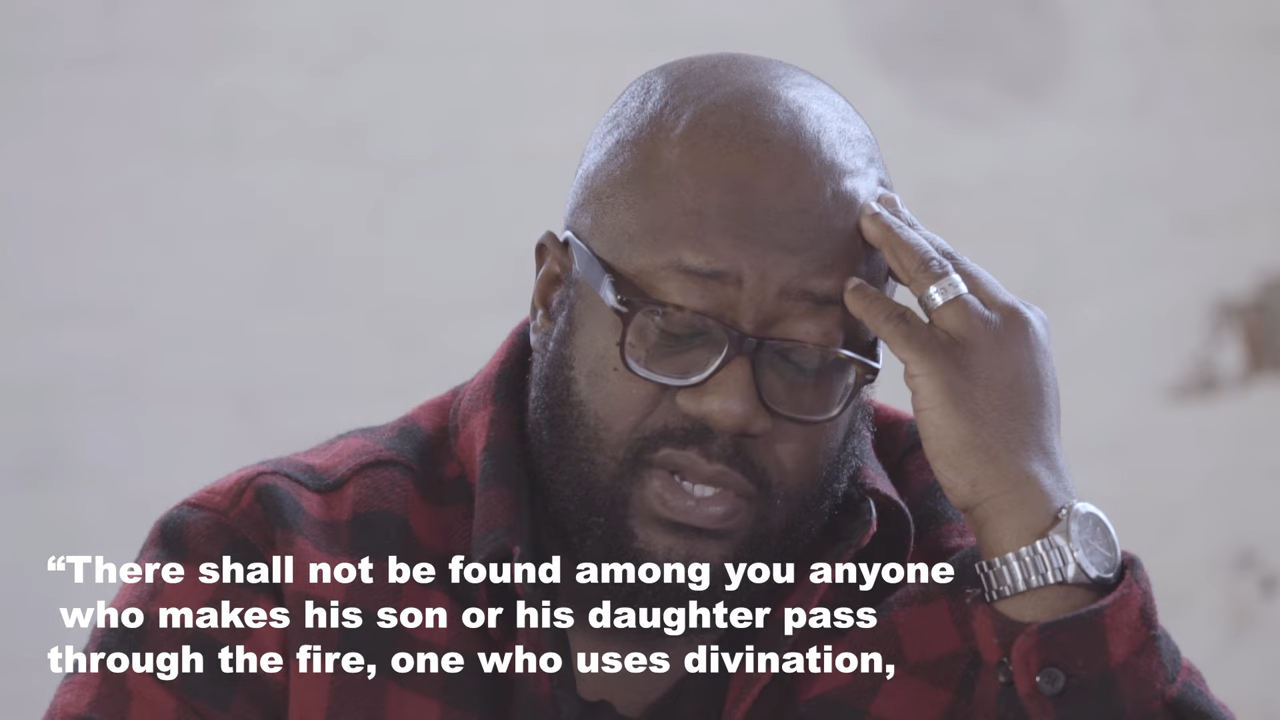 “There shall not be found among you anyone
who makes his son or his daughter pass
through the fire, one who uses divination,